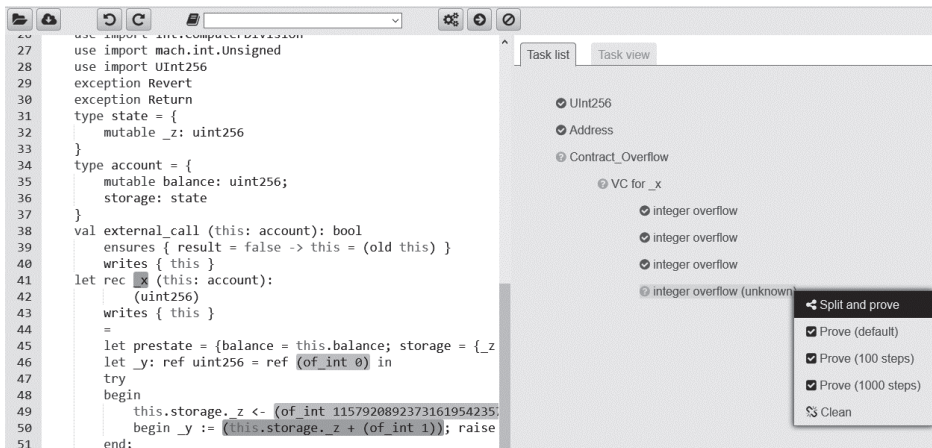 26 use import int.ComputerDivision
27 use import mach.int.Unsigned
28 use import UInt256
29 exception Revert
30 exception Return
31 type state = {
32 mutable _z: uint256
33 }
34 type account = {
35 mutable balance: uint256;
36 storage: state
37 }
38 val external_call (this: account): bool
39 ensures { result = false -> this = (old this) }
40 writes { this }
41 let rec _x (this: account):
42 (uint256)
43 writes { this }
44 =
45 let prestate = {balance = this.balance; storage = {_z
46 let _y: ref uint256 = ref (of_int 0) in
47 try
48 begin
49 this.storage._z <- (of_int 11579208923731619542357
50 begin _y := (this.storage._z + (of_int 1)); raise
51 end;
Task list Task view
UInt256
Address
Contract_Overflow
VC for _x
integer overflow
integer overflow
integer overflow
integer overflow (unknown)
Split and prove
Prove (default)
Prove (100 steps)
Prove (1000 steps)
Clean